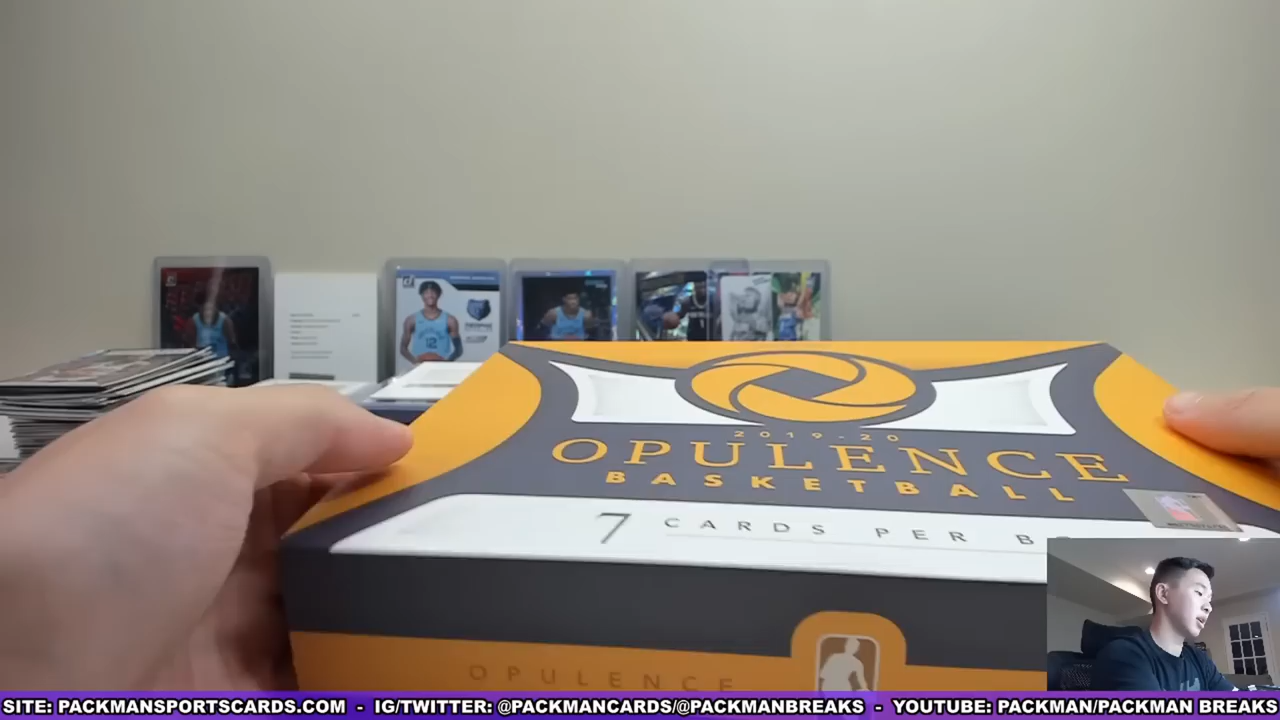 2019-20
OPULENCE
BASKETBALL
7 CARDS PER
OPULENCE
12
SITE: PACKMANSPORTSCARDS.COM - IG/TWITTER: @PACKMANCARDS/@PACKMANBREAKS - YOUTUBE: PACKMAN/PACKMAN BREAKS